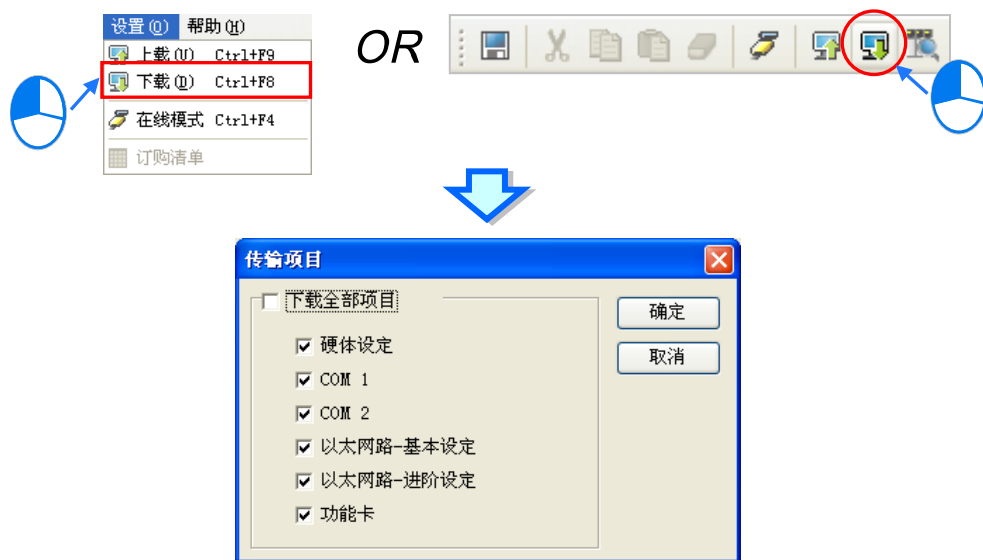 设置(O) 帮助(H)
上载(U) Ctrl+F9
下载(D) Ctrl+F8
在线模式 Ctrl+F4
订购清单
OR
传输项目
下载全部项目
确定
硬体设定
取消
COM 1
COM 2
以太网路-基本设定
以太网路-进阶设定
功能卡